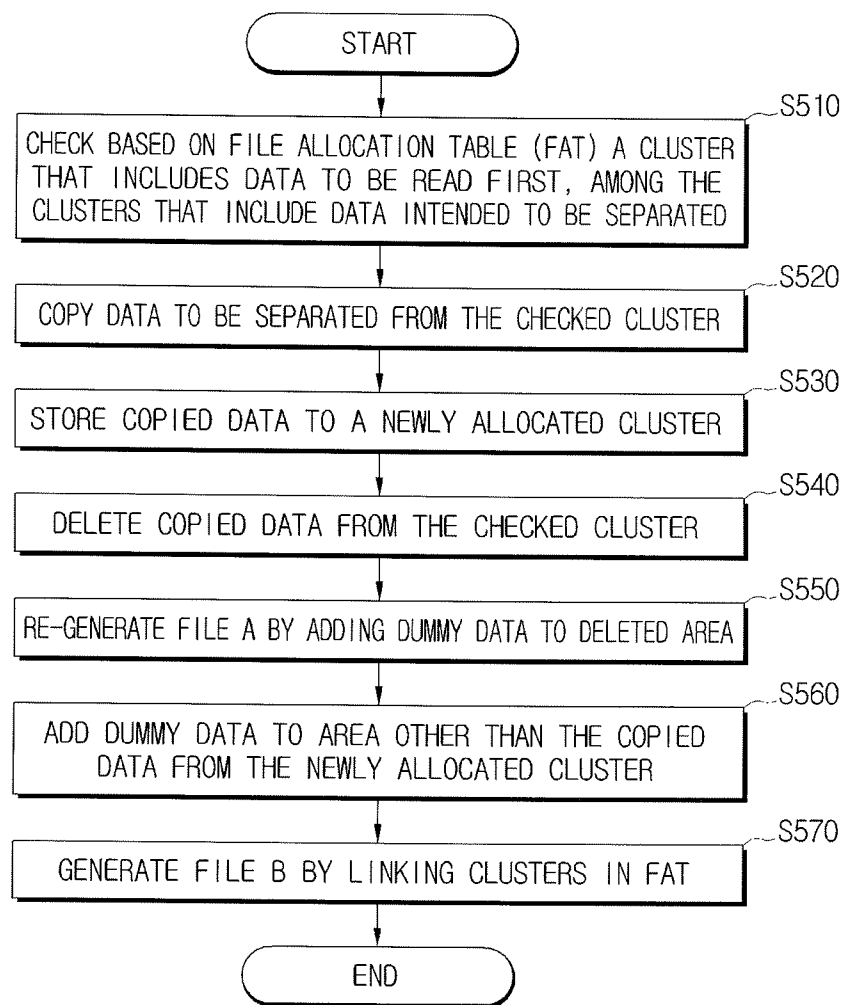 START
S510
CHECK BASED ON FILE ALLOCATION TABLE (FAT) A CLUSTER
THAT INCLUDES DATA TO BE READ FIRST, AMONG THE
CLUSTERS THAT INCLUDE DATA INTENDED TO BE SEPARATED
S520
COPY DATA TO BE SEPARATED FROM THE CHECKED CLUSTER
S530
STORE COPIED DATA TO A NEWLY ALLOCATED CLUSTER
S540
DELETE COPIED DATA FROM THE CHECKED CLUSTER
S550
RE-GENERATE FILE A BY ADDING DUMMY DATA TO DELETED AREA
S560
ADD DUMMY DATA TO AREA OTHER THAN THE COPIED
DATA FROM THE NEWLY ALLOCATED CLUSTER
S570
GENERATE FILE B BY LINKING CLUSTERS IN FAT
END